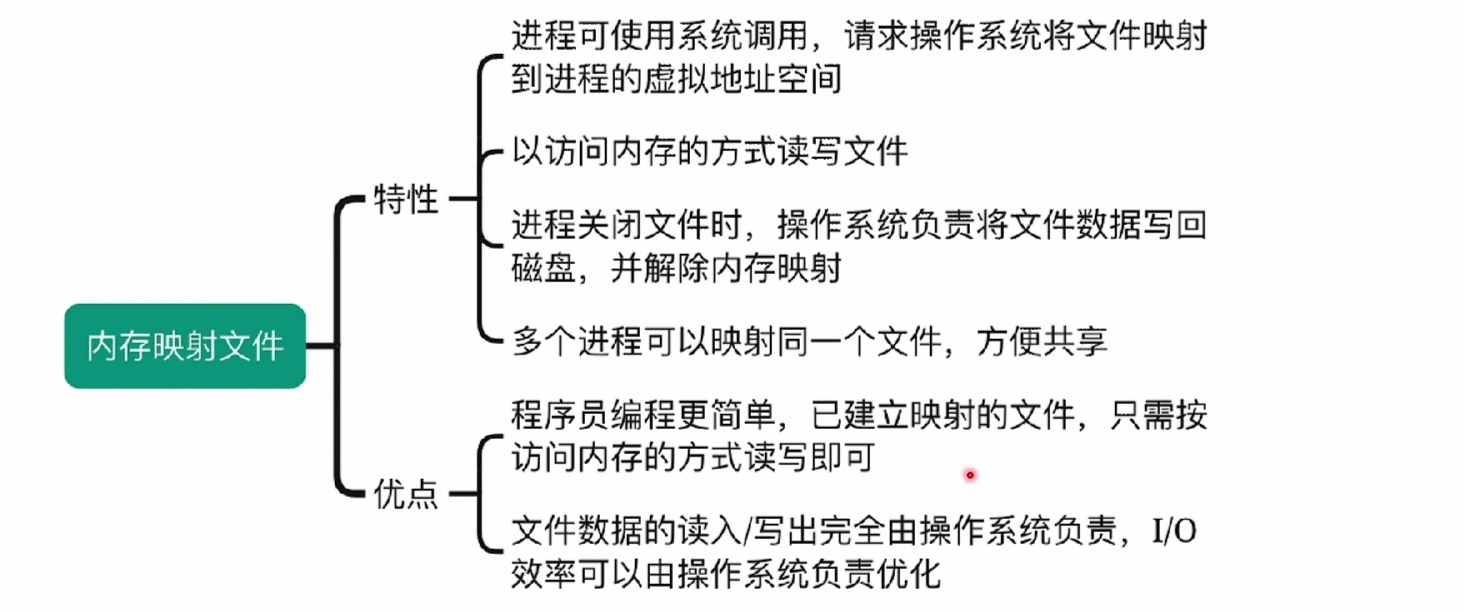 进程可使用系统调用，请求操作系统将文件映射
到进程的虚拟地址空间
以访问内存的方式读写文件
特性
进程关闭文件时，操作系统负责将文件数据写回
磁盘，并解除内存映射
内存映射文件
多个进程可以映射同一个文件，方便共享
程序员编程更简单，已建立映射的文件，只需按
访问内存的方式读写即可
优点
文件数据的读入/写出完全由操作系统负责，I/O
效率可以由操作系统负责优化